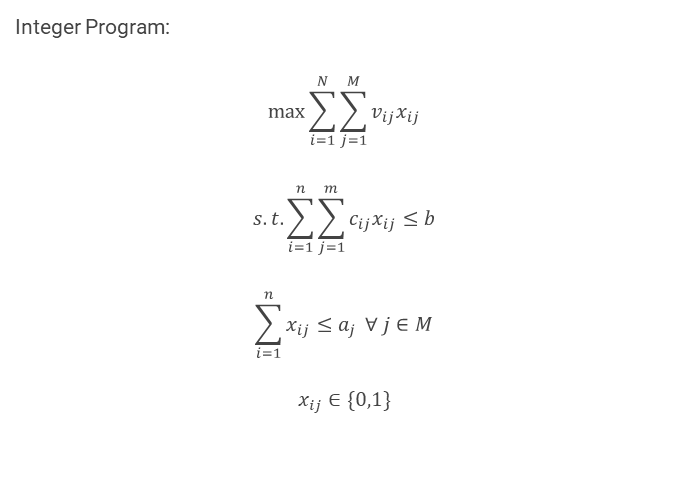 Integer Program:
max ∑_{i=1}^{N} ∑_{j=1}^{M} v_{ij}x_{ij}
s.t. ∑_{i=1}^{n} ∑_{j=1}^{m} c_{ij}x_{ij} ≤ b
∑_{i=1}^{n} x_{ij} ≤ a_j ∀ j ∈ M
x_{ij} ∈ {0,1}